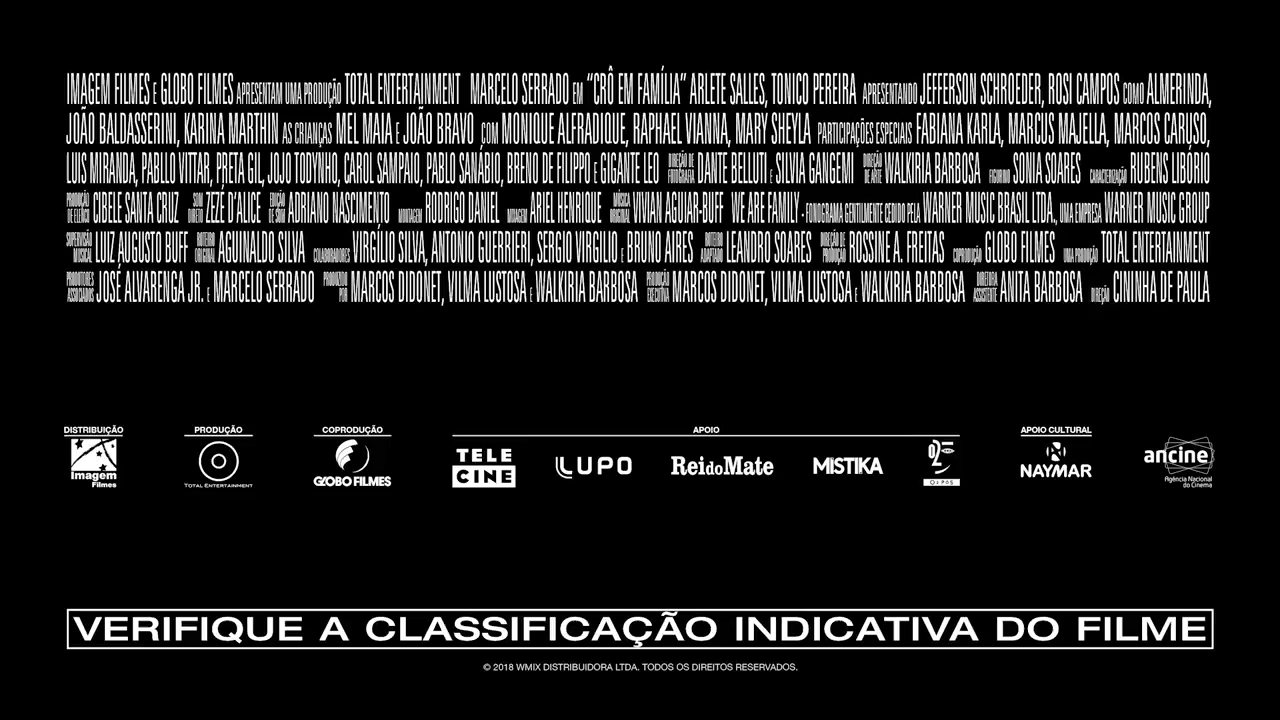 IMAGEM FILMES E GLOBO FILMES APRESENTAM UMA PRODUÇÃO TOTAL ENTERTAINMENT MARCELO SERRADO EM "CRÔ EM FAMÍLIA" ARLETE SALLES, TONICO PEREIRA APRESENTANDO JEFFERSON SCHROEDER, ROSI CAMPOS COMO ALMERINDA,
JOÃO BALDASSERINI, KARINA MARTHIN AS CRIANÇAS MEL MAIA E JOÃO BRAVO COM MONIQUE ALFRADIQUE, RAPHAEL VIANNA, MARY SHEYLA PARTICIPAÇÕES ESPECIAIS FABIANA KARLA, MARCUS MAJELLA, MARCOS CARUSO,
LUIS MIRANDA, PABLLO VITTAR, PRETA GIL, JOJO TODYNHO, CAROL SAMPAIO, PABLO SANÁBIO, BRENO DE FILIPPO E GIGANTE LEO DIREÇÃO DE FOTOGRAFIA DANTE BELLUTI E SILVIA GANGEMI DIREÇÃO DE ARTE WALKIRIA BARBOSA FIGURINO SONIA SOARES CARACTERIZAÇÃO RUBENS LIBÓRIO
PRODUÇÃO DE ELENCO CIBELE SANTA CRUZ SOM DIRETO ZEZÉ D'ALICE EDIÇÃO DE SOM ADRIANO NASCIMENTO MONTAGEM RODRIGO DANIEL MIXAGEM ARIEL HENRIQUE MÚSICA ORIGINAL VIVIAN AGUIAR-BUFF WE ARE FAMILY - FONOGRAMA GENTILMENTE CEDIDO PELA WARNER MUSIC BRASIL LTDA., UMA EMPRESA WARNER MUSIC GROUP
SUPERVISÃO MUSICAL LUIZ AUGUSTO BUFF ROTEIRO ORIGINAL AGUINALDO SILVA COLABORADORES VIRGÍLIO SILVA, ANTONIO GUERRIERI, SERGIO VIRGILIO E BRUNO AIRES ROTEIRO ADAPTADO LEANDRO SOARES DIREÇÃO DE PRODUÇÃO ROSSINE A. FREITAS COPRODUÇÃO GLOBO FILMES UMA PRODUÇÃO TOTAL ENTERTAINMENT
PRODUTORES ASSOCIADOS JOSÉ ALVARENGA JR. E MARCELO SERRADO PRODUZIDO POR MARCOS DIDONET, VILMA LUSTOSA E WALKIRIA BARBOSA PRODUÇÃO EXECUTIVA MARCOS DIDONET, VILMA LUSTOSA E WALKIRIA BARBOSA DIRETORA ASSISTENTE ANITA BARBOSA DIREÇÃO CININHA DE PAULA
DISTRIBUIÇÃO PRODUÇÃO COPRODUÇÃO APOIO APOIO CULTURAL
Imagem Filmes
TOTAL ENTERTAINMENT
GLOBO FILMES
TELE CINE
LUPO
Rei do Mate
MISTIKA
NAYMAR
ancine
Agência Nacional do Cinema
VERIFIQUE A CLASSIFICAÇÃO INDICATIVA DO FILME
© 2018 WMIX DISTRIBUIDORA LTDA. TODOS OS DIREITOS RESERVADOS.